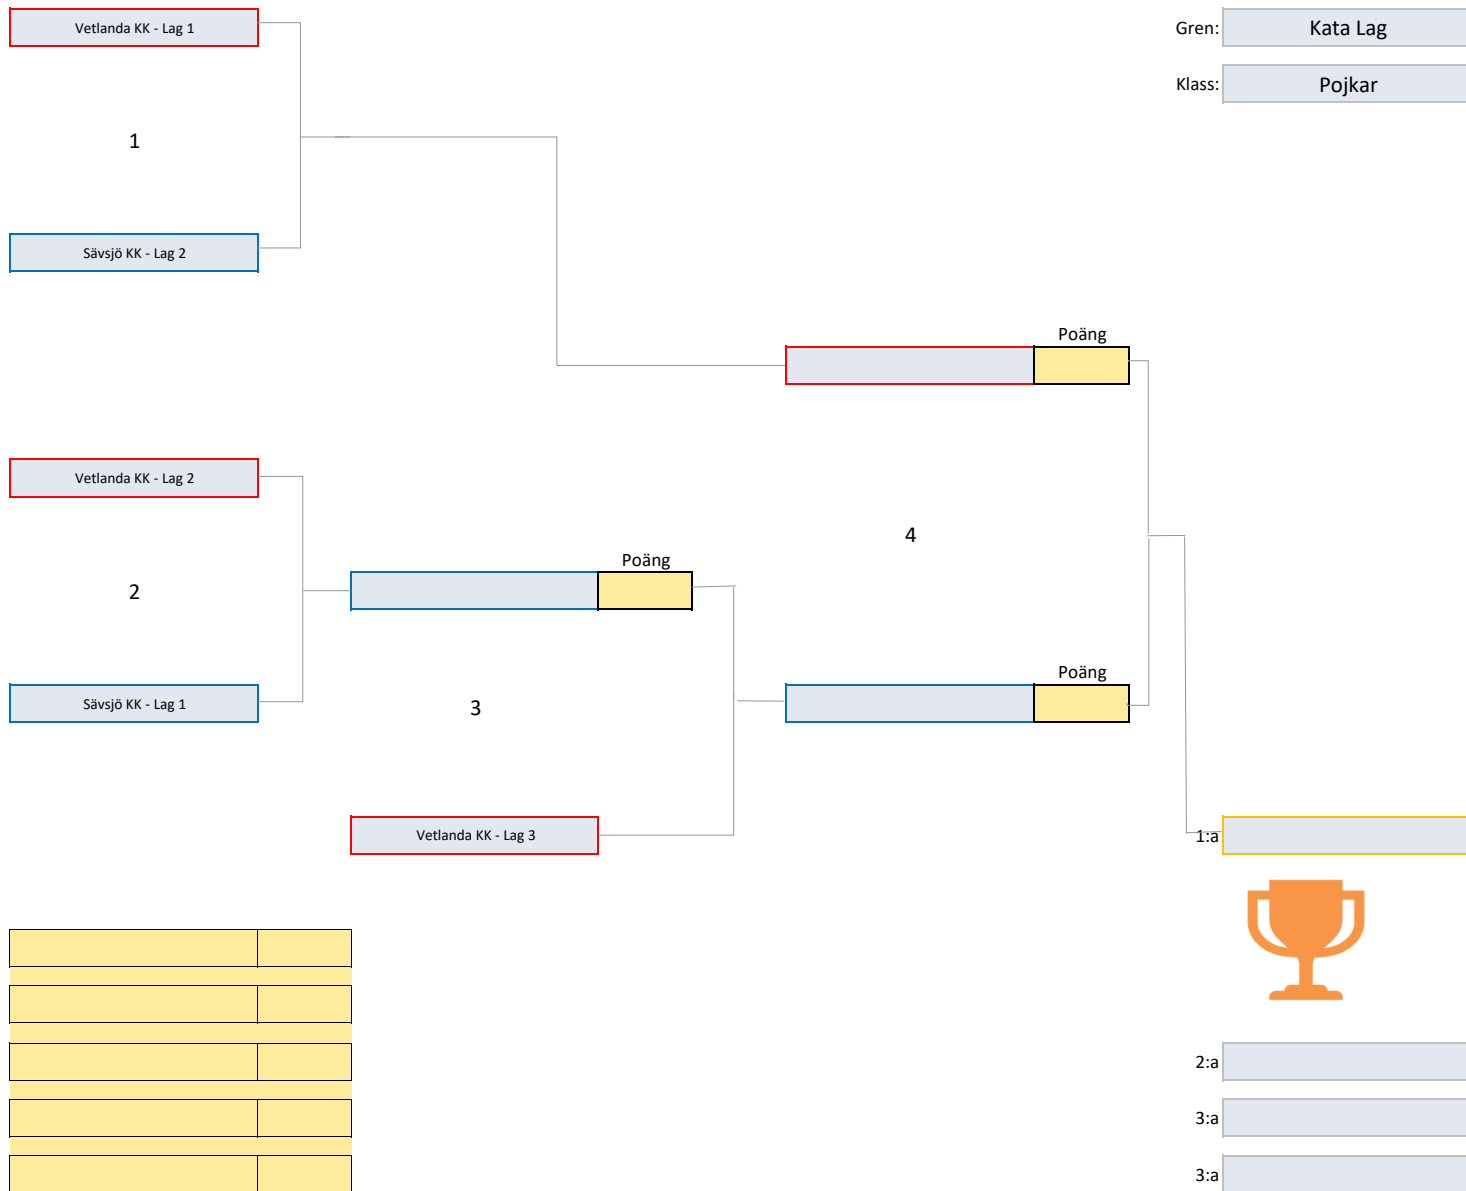 Vetlanda KK - Lag 1
Gren: Kata Lag
Klass: Pojkar
1
Sävsjö KK - Lag 2
Poäng
Vetlanda KK - Lag 2
4
Poäng
2
Poäng
Sävsjö KK - Lag 1
3
Vetlanda KK - Lag 3
1:a
2:a
3:a
3:a